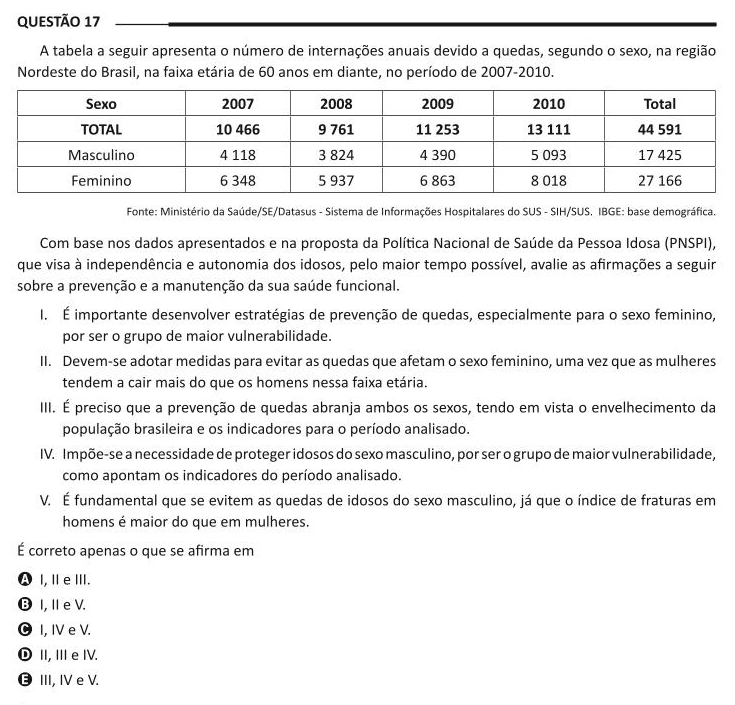 QUESTÃO 17
A tabela a seguir apresenta o número de internações anuais devido a quedas, segundo o sexo, na região
Nordeste do Brasil, na faixa etária de 60 anos em diante, no período de 2007-2010.
Sexo 2007 2008 2009 2010 Total
TOTAL 10 466 9 761 11 253 13 111 44 591
Masculino 4 118 3 824 4 390 5 093 17 425
Feminino 6 348 5 937 6 863 8 018 27 166
Fonte: Ministério da Saúde/SE/Datasus - Sistema de Informações Hospitalares do SUS - SIH/SUS. IBGE: base demográfica.
Com base nos dados apresentados e na proposta da Política Nacional de Saúde da Pessoa Idosa (PNSPI),
que visa à independência e autonomia dos idosos, pelo maior tempo possível, avalie as afirmações a seguir
sobre a prevenção e a manutenção da sua saúde funcional.
I. É importante desenvolver estratégias de prevenção de quedas, especialmente para o sexo feminino,
por ser o grupo de maior vulnerabilidade.
II. Devem-se adotar medidas para evitar as quedas que afetam o sexo feminino, uma vez que as mulheres
tendem a cair mais do que os homens nessa faixa etária.
III. É preciso que a prevenção de quedas abranja ambos os sexos, tendo em vista o envelhecimento da
população brasileira e os indicadores para o período analisado.
IV. Impõe-se a necessidade de proteger idosos do sexo masculino, por ser o grupo de maior vulnerabilidade,
como apontam os indicadores do período analisado.
V. É fundamental que se evitem as quedas de idosos do sexo masculino, já que o índice de fraturas em
homens é maior do que em mulheres.
É correto apenas o que se afirma em
A I, II e III.
B I, II e V.
C I, IV e V.
D II, III e IV.
E III, IV e V.